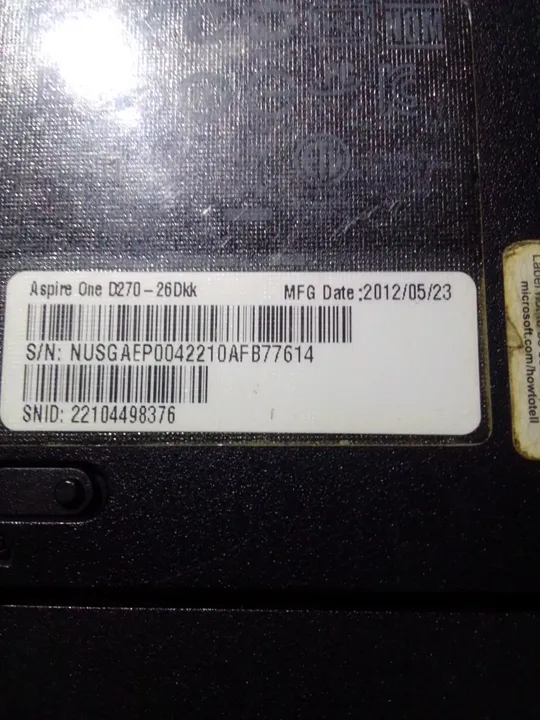 Aspire One D270-26Dkk
MFG Date:2012/05/23
S/N: NUSGAEP0042210AFB77614
SNID: 22104498376
microsoft.com/howtotell